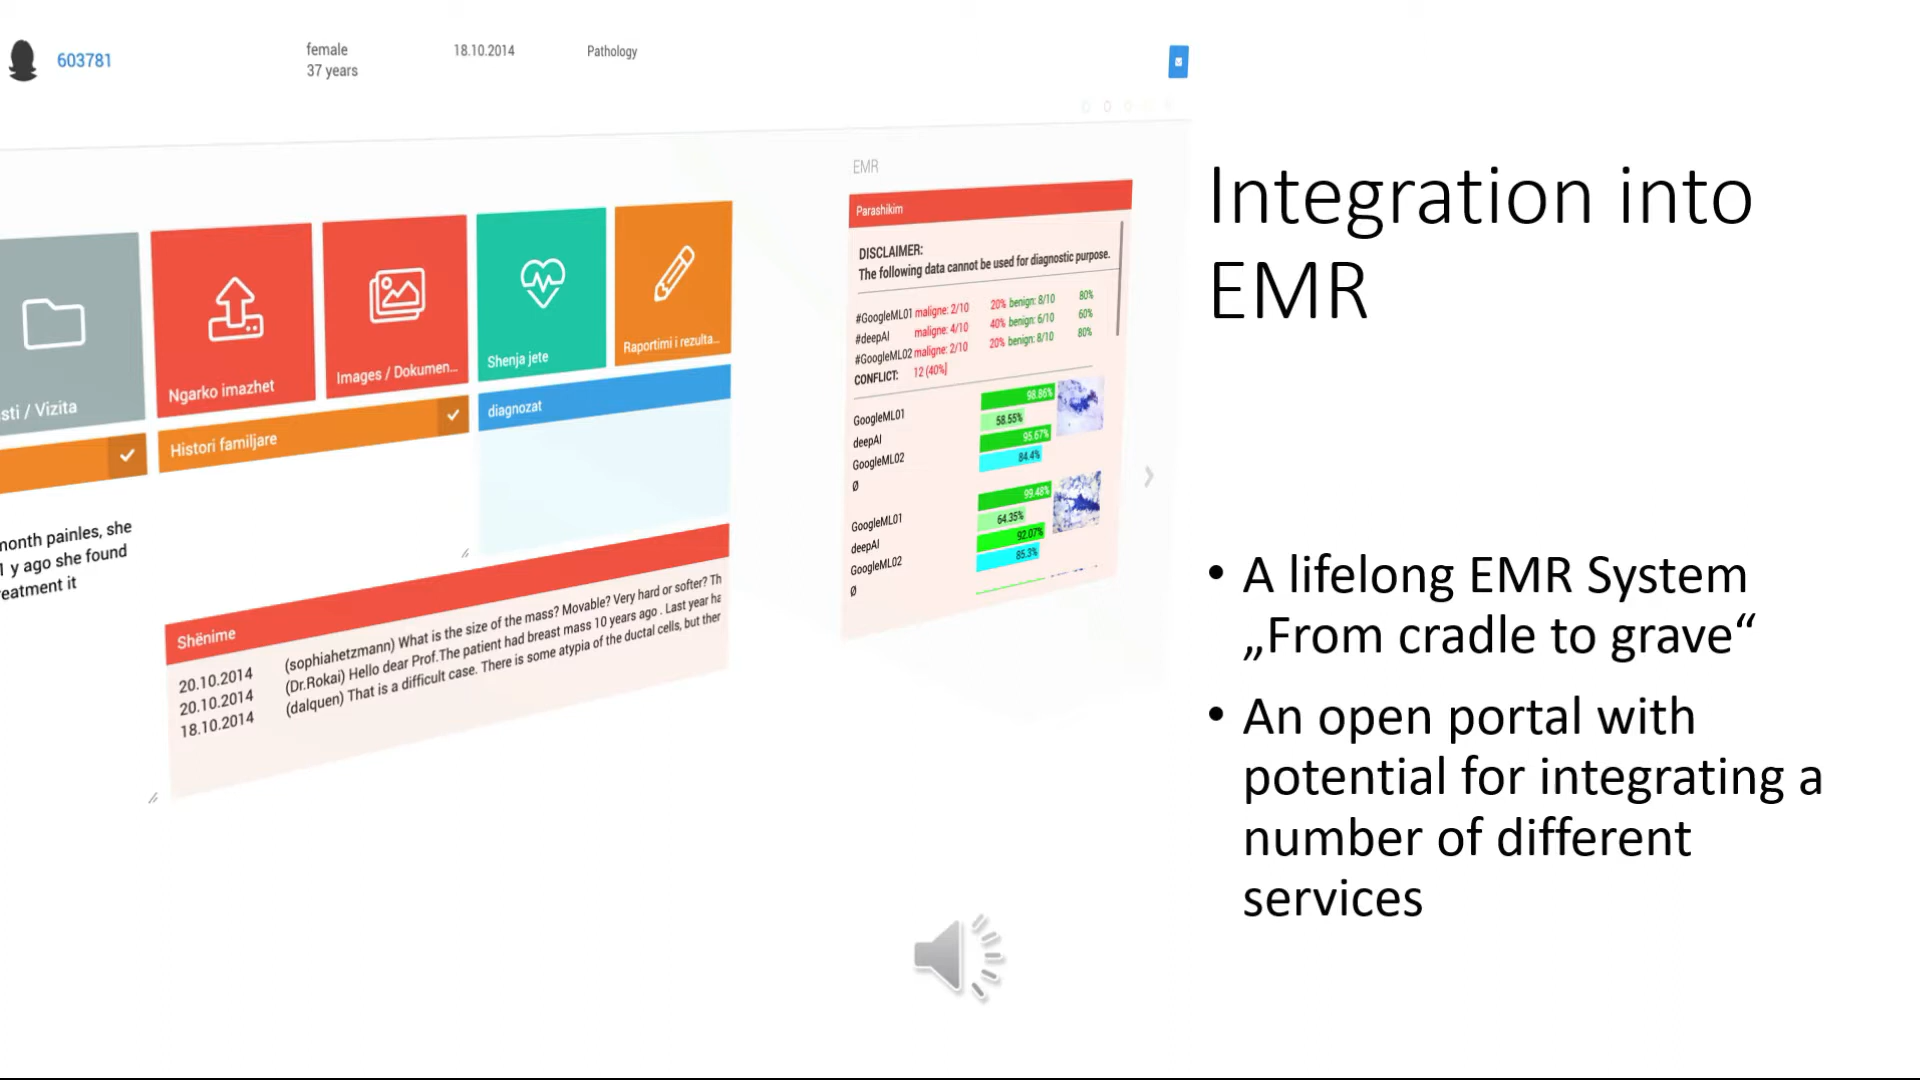 603781
female
37 years
18.10.2014
Pathology
EMR
Parashikim
DISCLAIMER:
The following data cannot be used for diagnostic purpose.
#GoogleML01 maligne: 2/10 20% benign: 8/10 80%
#deepAI maligne: 4/10 40% benign: 6/10 60%
#GoogleML02 maligne: 2/10 20% benign: 8/10 80%
CONFLICT: 12 (40%)
GoogleML01 98.86%
deepAI 58.55%
GoogleML02 95.67%
Ø 84.4%
GoogleML01 99.48%
deepAI 64.35%
GoogleML02 92.07%
Ø 85.3%
sti / Vizita
Ngarko imazhet
Images / Dokumen...
Shenja jete
Raportimi i rezulta...
Histori familjare
diagnozat
month painles, she
1 y ago she found
reatment it
Shënime
20.10.2014 (sophiahetzmann) What is the size of the mass? Movable? Very hard or softer? Th
20.10.2014 (Dr.Rokai) Hello dear Prof.The patient had breast mass 10 years ago . Last year ha
18.10.2014 (dalquen) That is a difficult case. There is some atypia of the ductal cells, but ther
Integration into
EMR
• A lifelong EMR System
„From cradle to grave“
• An open portal with
potential for integrating a
number of different
services